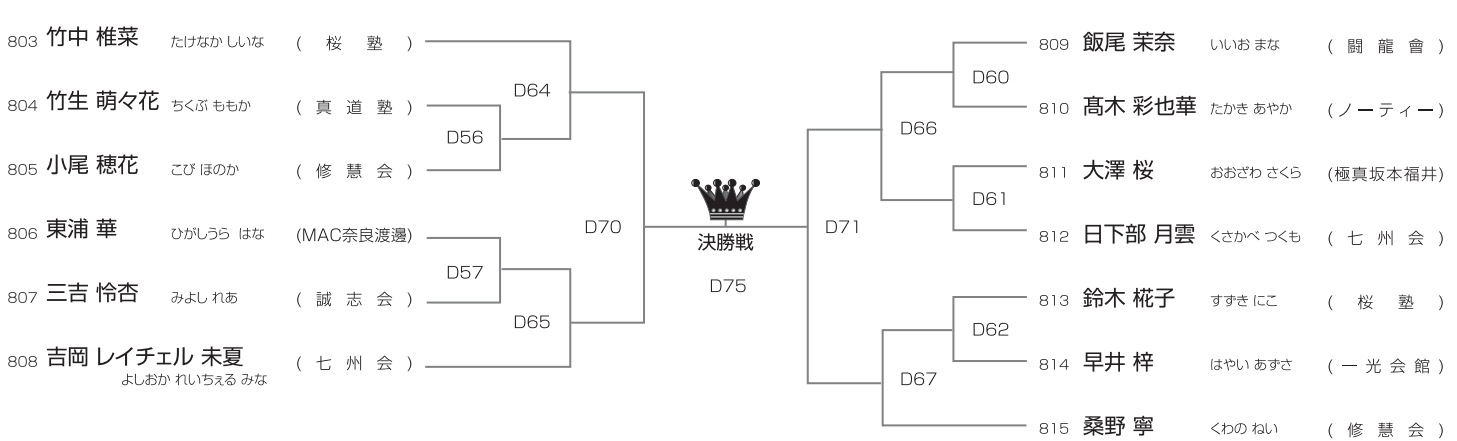 803 竹中 椎菜 たけなか しいな ( 桜 塾 )
804 竹生 萌々花 ちくぶ ももか ( 真 道 塾 )
805 小尾 穂花 こび ほのか ( 修 慧 会 )
806 東浦 華 ひがしうら はな (MAC奈良渡邊)
807 三吉 怜杏 みよし れあ ( 誠 志 会 )
808 吉岡 レイチェル 未夏 ( 七 州 会 )
よしおか れいちぇる みな
D64
D56
D70
D57
D65
決勝戦
D75
D60
D66
D61
D71
D62
D67
809 飯尾 茉奈 いいお まな ( 闘 龍 會 )
810 髙木 彩也華 たかき あやか (ノーティー)
811 大澤 桜 おおざわ さくら (極真坂本福井)
812 日下部 月雲 くさかべ つくも ( 七 州 会 )
813 鈴木 椛子 すずき にこ ( 桜 塾 )
814 早井 梓 はやい あずさ ( 一 光 会 館 )
815 桑野 寧 くわの ねい ( 修 慧 会 )